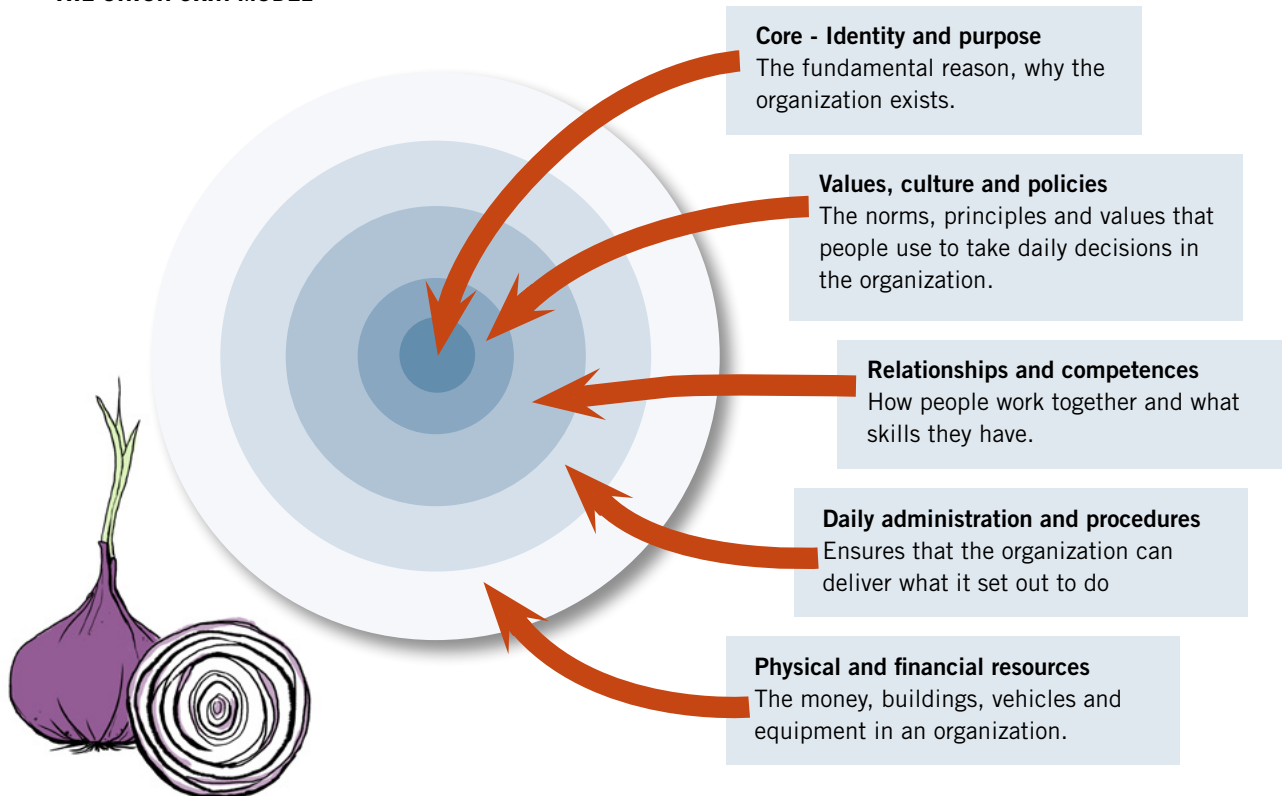 Core - Identity and purpose
The fundamental reason, why the
organization exists.
Values, culture and policies
The norms, principles and values that
people use to take daily decisions in
the organization.
Relationships and competences
How people work together and what
skills they have.
Daily administration and procedures
Ensures that the organization can
deliver what it set out to do
Physical and financial resources
The money, buildings, vehicles and
equipment in an organization.